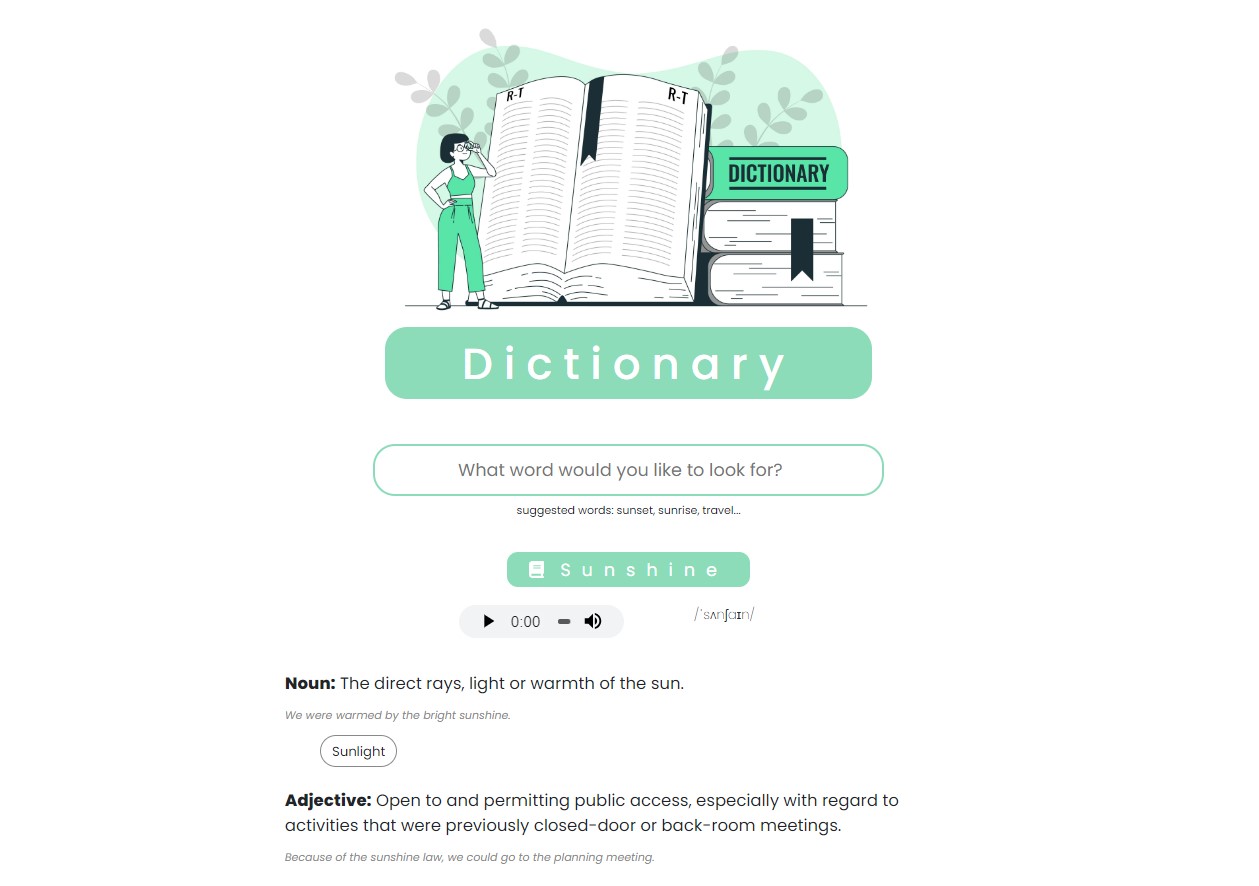 R-T
R-T
DICTIONARY
Dictionary
What word would you like to look for?
suggested words: sunset, sunrise, travel...
Sunshine
0:00
/ˈsʌnʃaɪn/
Noun: The direct rays, light or warmth of the sun.
We were warmed by the bright sunshine.
Sunlight
Adjective: Open to and permitting public access, especially with regard to
activities that were previously closed-door or back-room meetings.
Because of the sunshine law, we could go to the planning meeting.